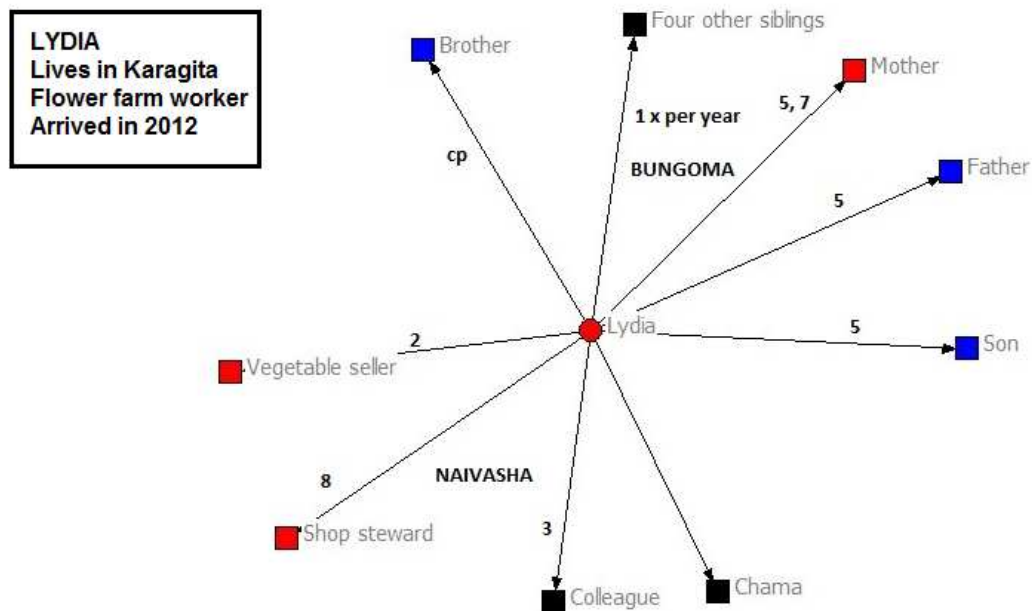 LYDIA
Lives in Karagita
Flower farm worker
Arrived in 2012
Four other siblings
Brother
Mother
5, 7
1 x per year
cp
BUNGOMA
Father
5
Lydia
5
Son
2
Vegetable seller
8
NAIVASHA
Shop steward
3
Chama
Colleague